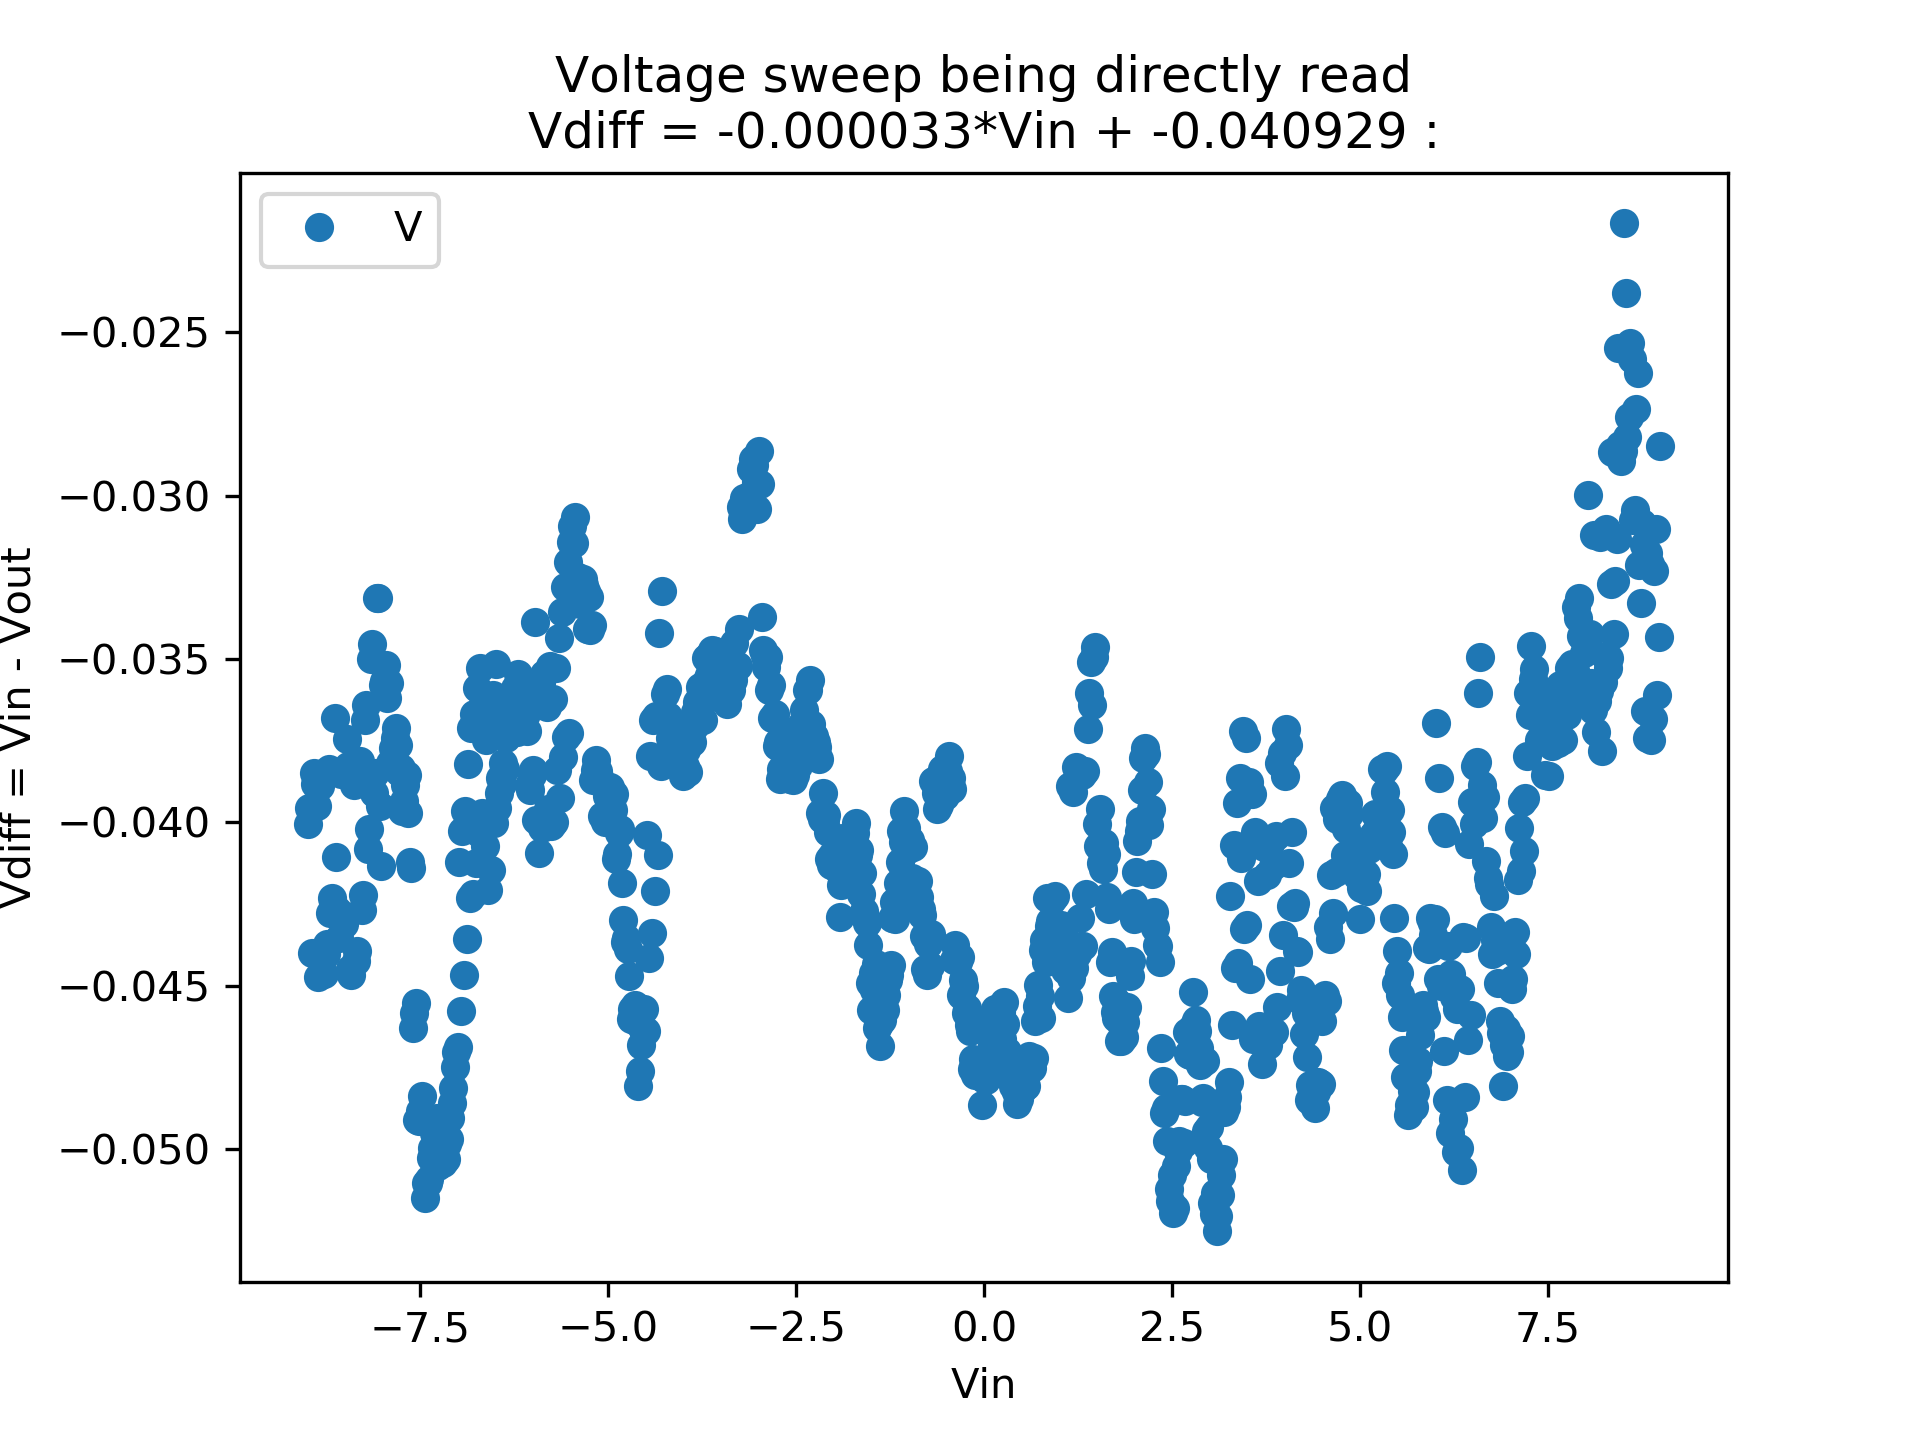 Voltage sweep being directly read
Vdiff = -0.000033*Vin + -0.040929 :
V
Vdiff = Vin - Vout
−0.025
−0.030
−0.035
−0.040
−0.045
−0.050
−7.5 −5.0 −2.5 0.0 2.5 5.0 7.5
Vin